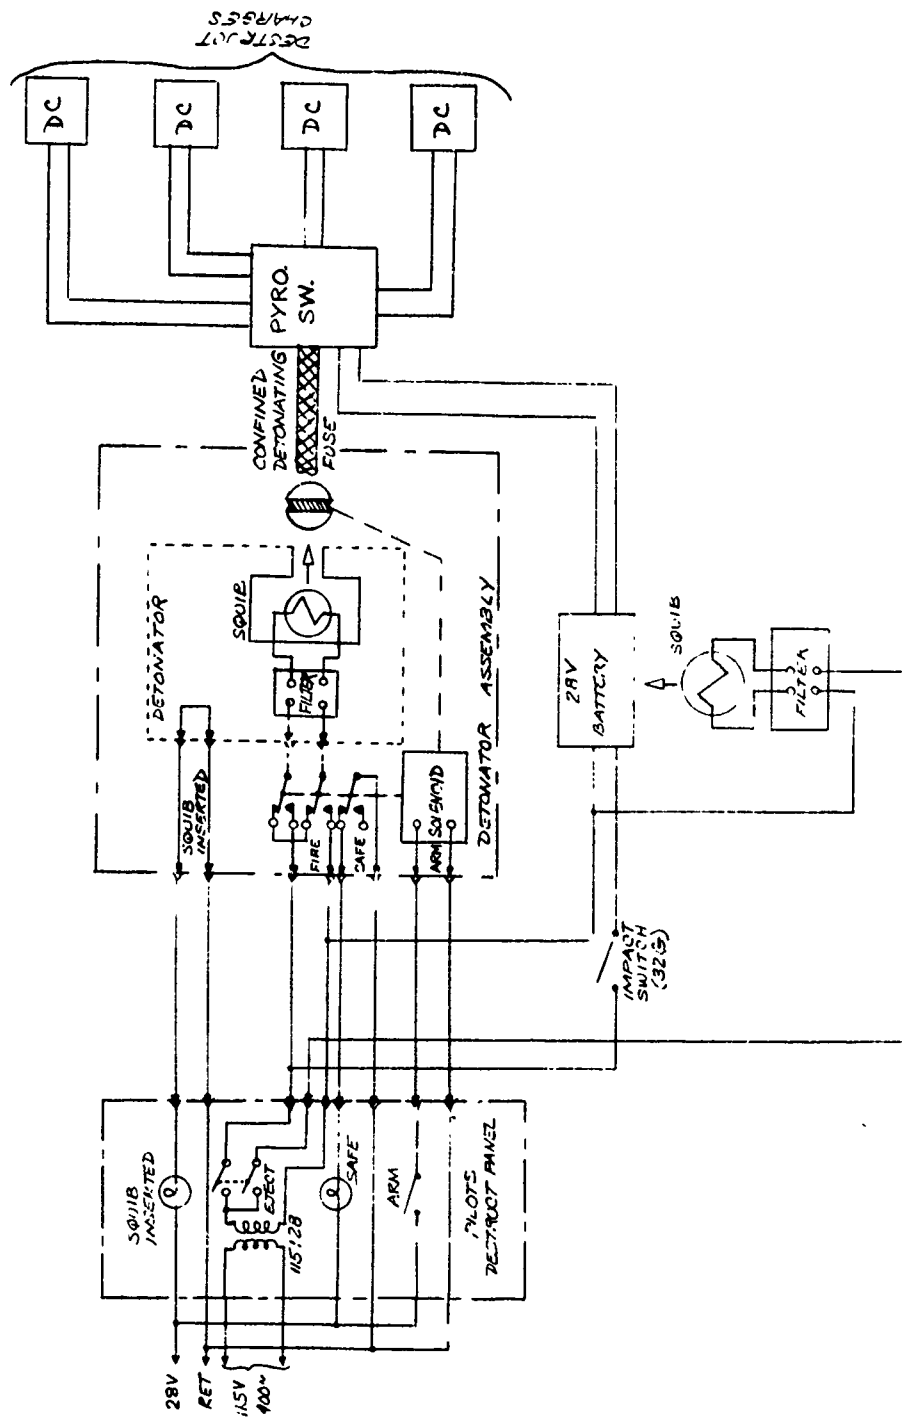 DESTRUCT
CHARGES
DC
DC
DC
DC
PYRO.
SW.
CONFINED
DETONATING
FUSE
DETONATOR
SQUIB
FILTER
SQUIB
INSERTED
FIRE
SAFE
ARM SOLENOID
DETONATOR ASSEMBLY
28V
BATTERY
SQUIB
FILTER
IMPACT
SWITCH
(32G)
SQUIB
INSERTED
EJECT
115:28
SAFE
ARM
PILOTS
DESTRUCT PANEL
28V
RET
115V
400~